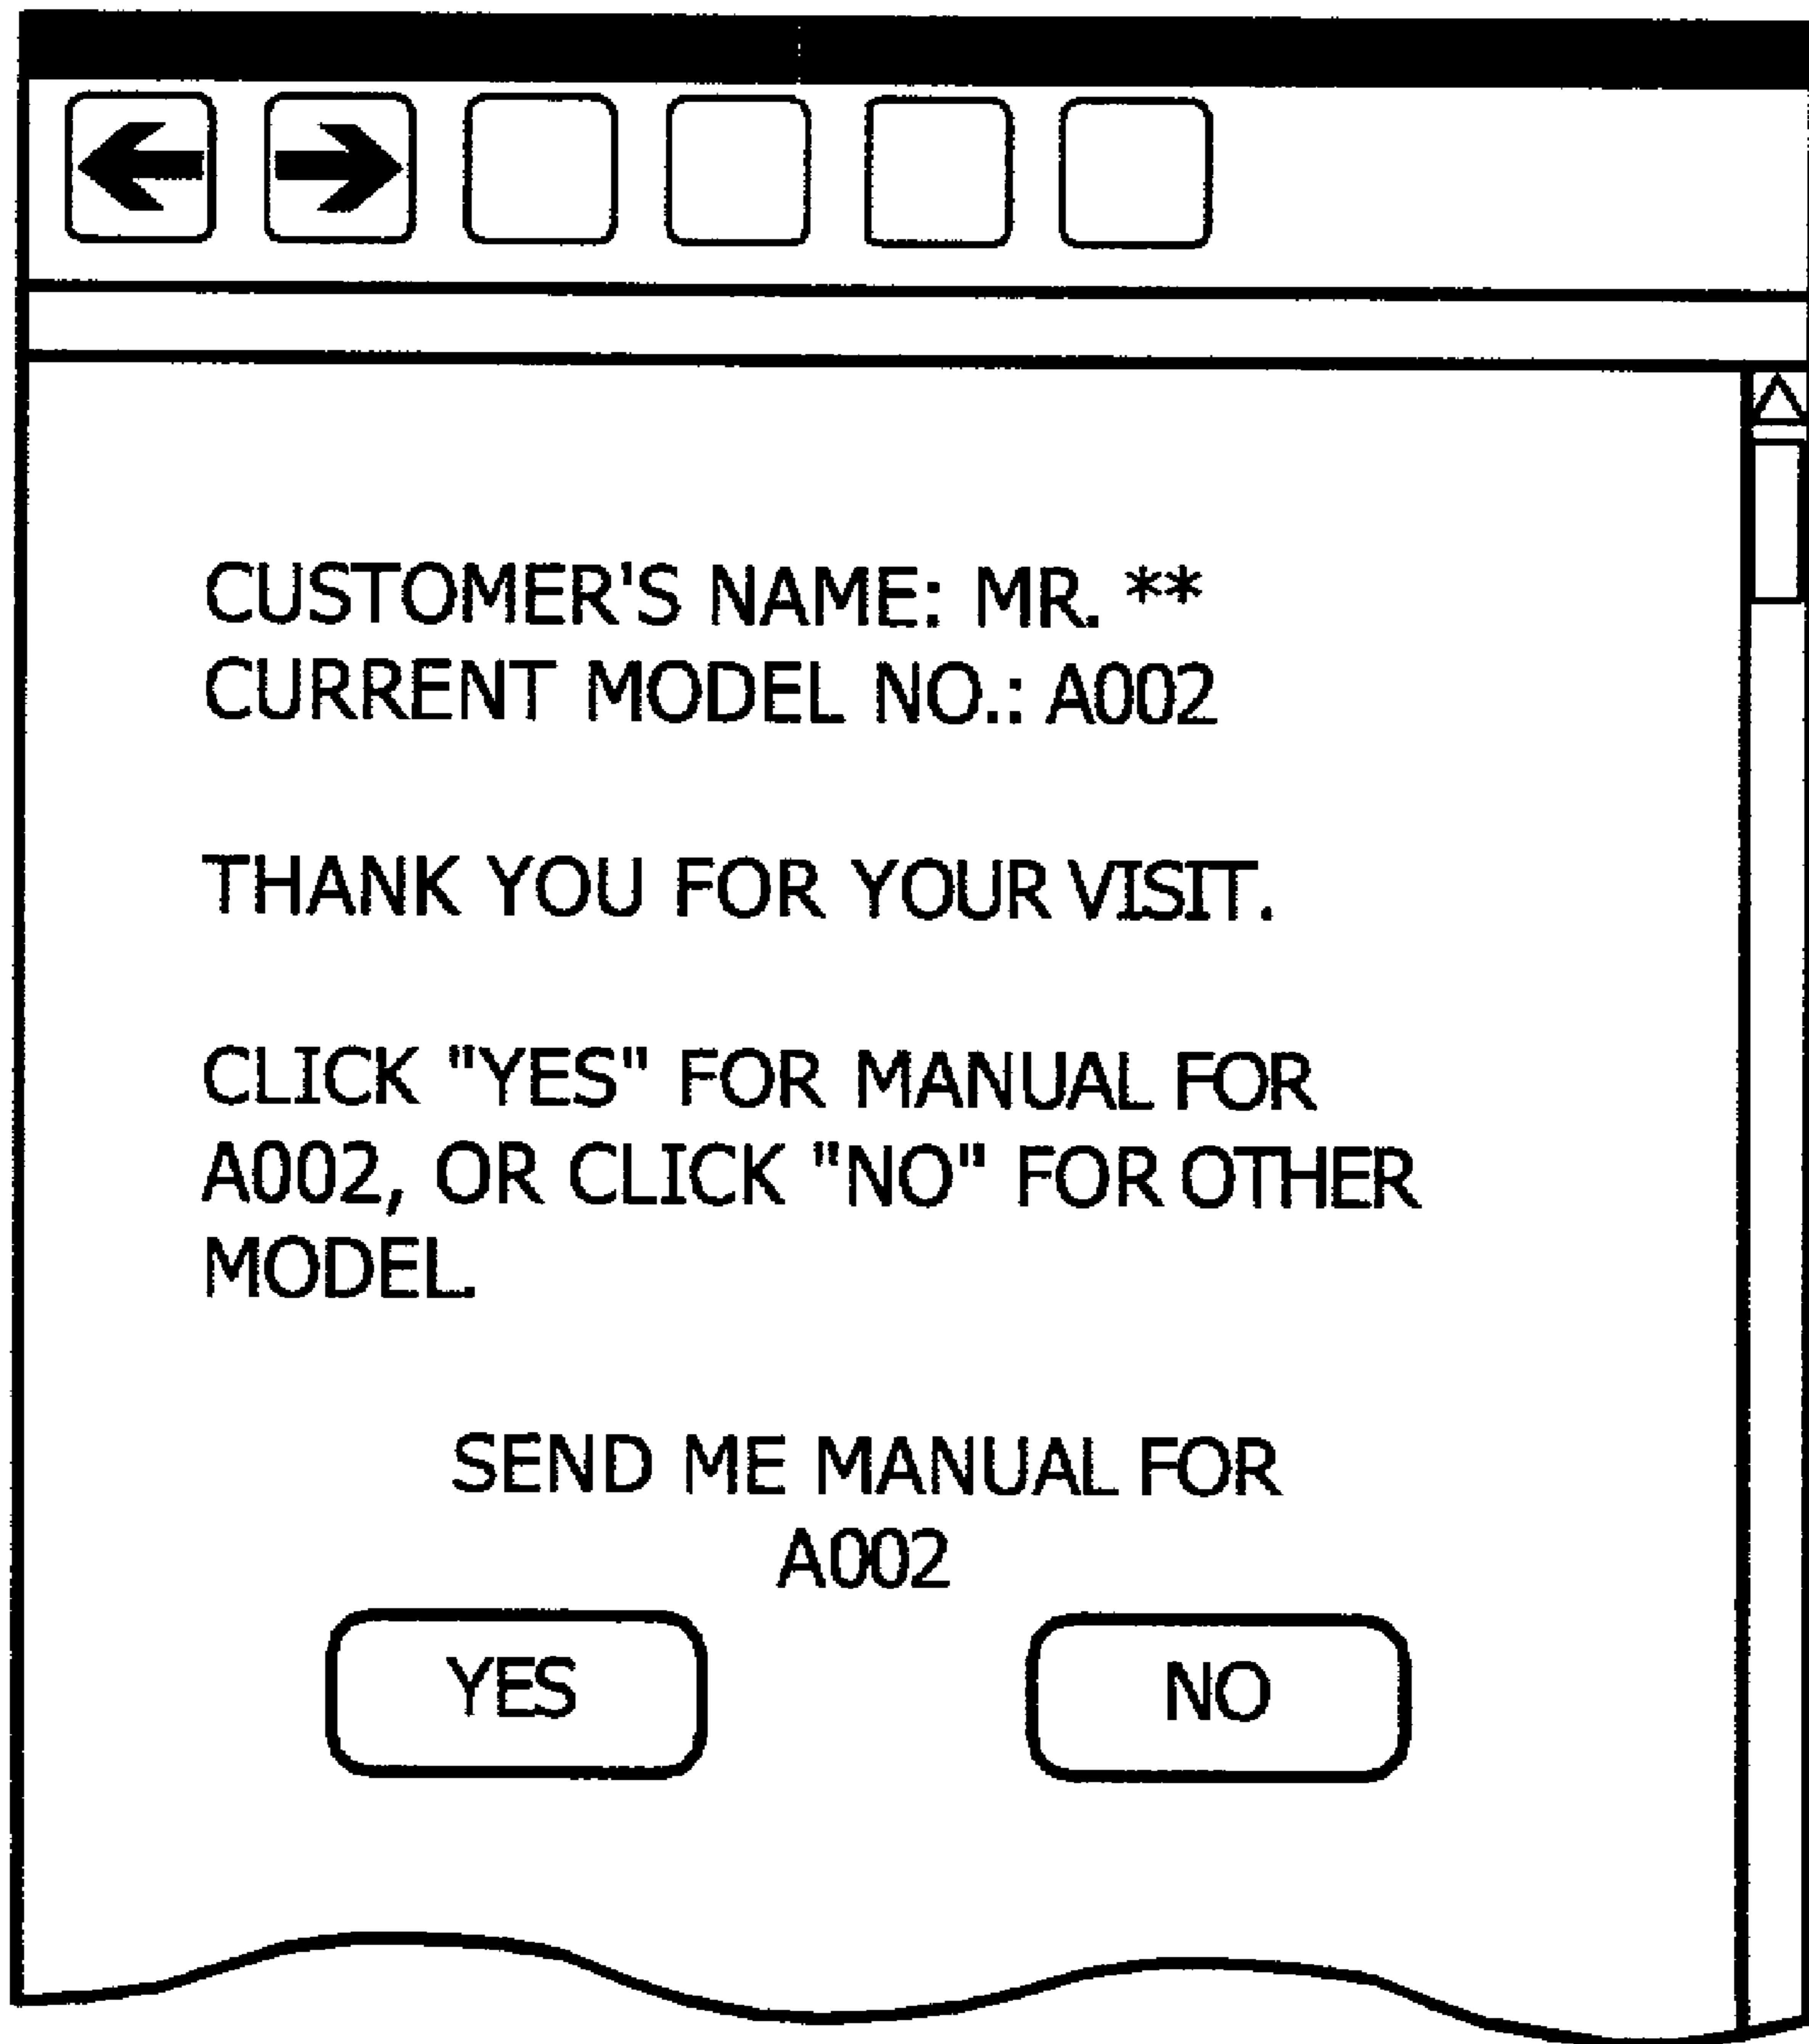 CUSTOMER'S NAME: MR. **
CURRENT MODEL NO.: A002
THANK YOU FOR YOUR VISIT.
CLICK "YES" FOR MANUAL FOR
A002, OR CLICK "NO" FOR OTHER
MODEL.
SEND ME MANUAL FOR
A002
YES NO